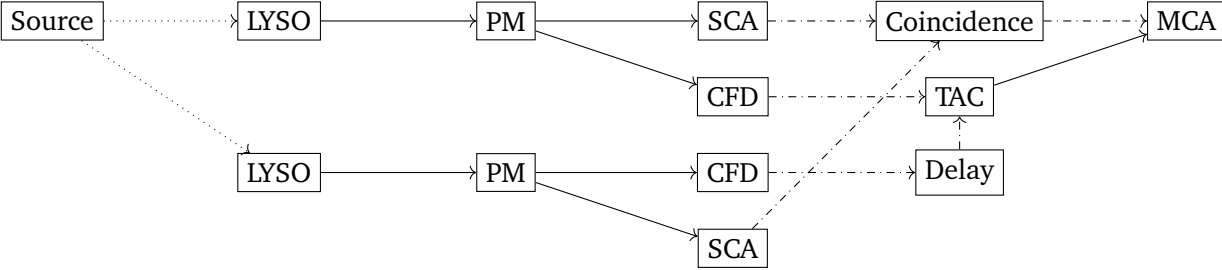 Source LYSO PM SCA Coincidence MCA
CFD TAC
LYSO PM CFD Delay
SCA